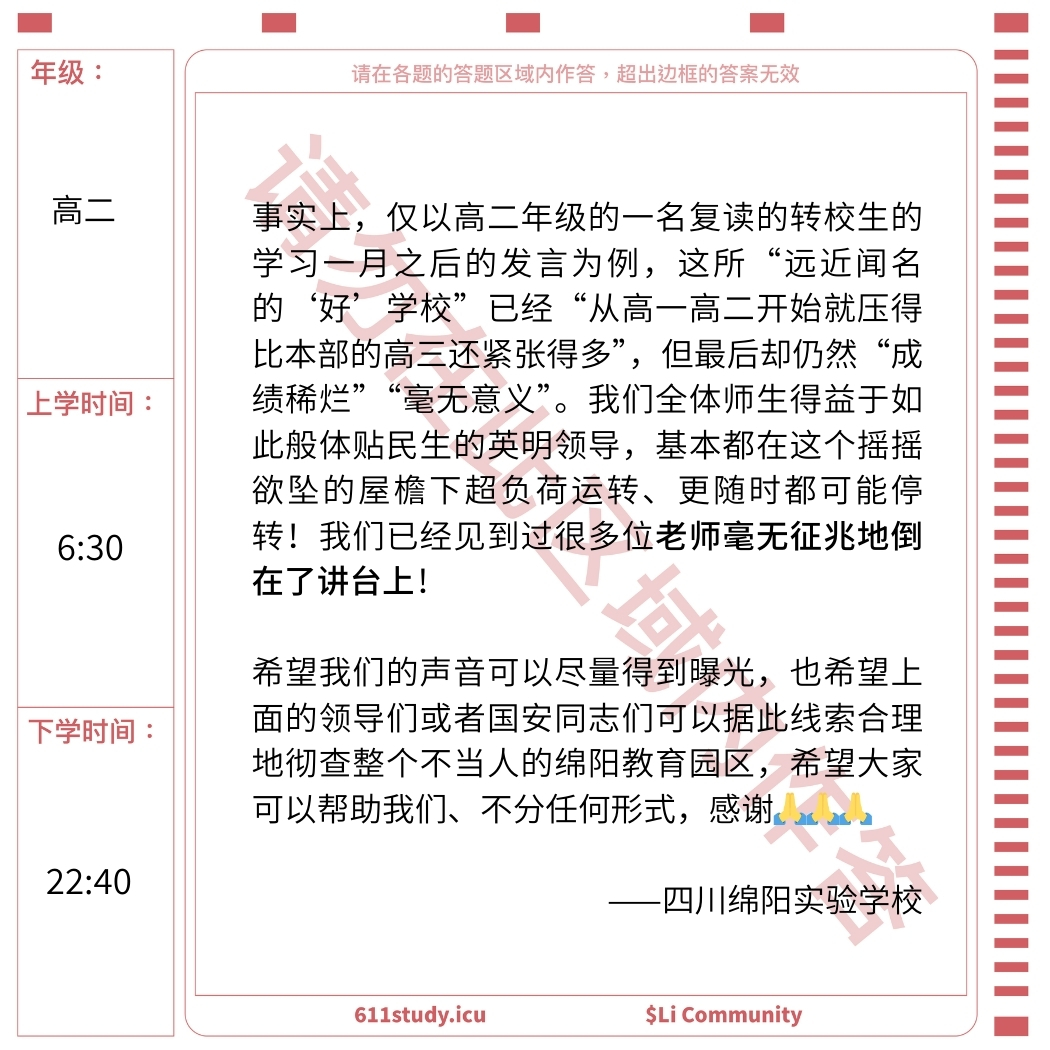 年级：
高二
上学时间：
6:30
下学时间：
22:40
请在各题的答题区域内作答，超出边框的答案无效
请勿在此区域内作答
事实上，仅以高二年级的一名复读的转校生的
学习一月之后的发言为例，这所“远近闻名
的‘好’学校”已经“从高一高二开始就压得
比本部的高三还紧张得多”，但最后却仍然“成
绩稀烂”“毫无意义”。我们全体师生得益于如
此般体贴民生的英明领导，基本都在这个摇摇
欲坠的屋檐下超负荷运转、更随时都可能停
转！我们已经见到过很多位老师毫无征兆地倒
在了讲台上！
希望我们的声音可以尽量得到曝光，也希望上
面的领导们或者国安同志们可以据此线索合理
地彻查整个不当人的绵阳教育园区，希望大家
可以帮助我们、不分任何形式，感谢🙏🙏🙏
——四川绵阳实验学校
611study.icu
$Li Community